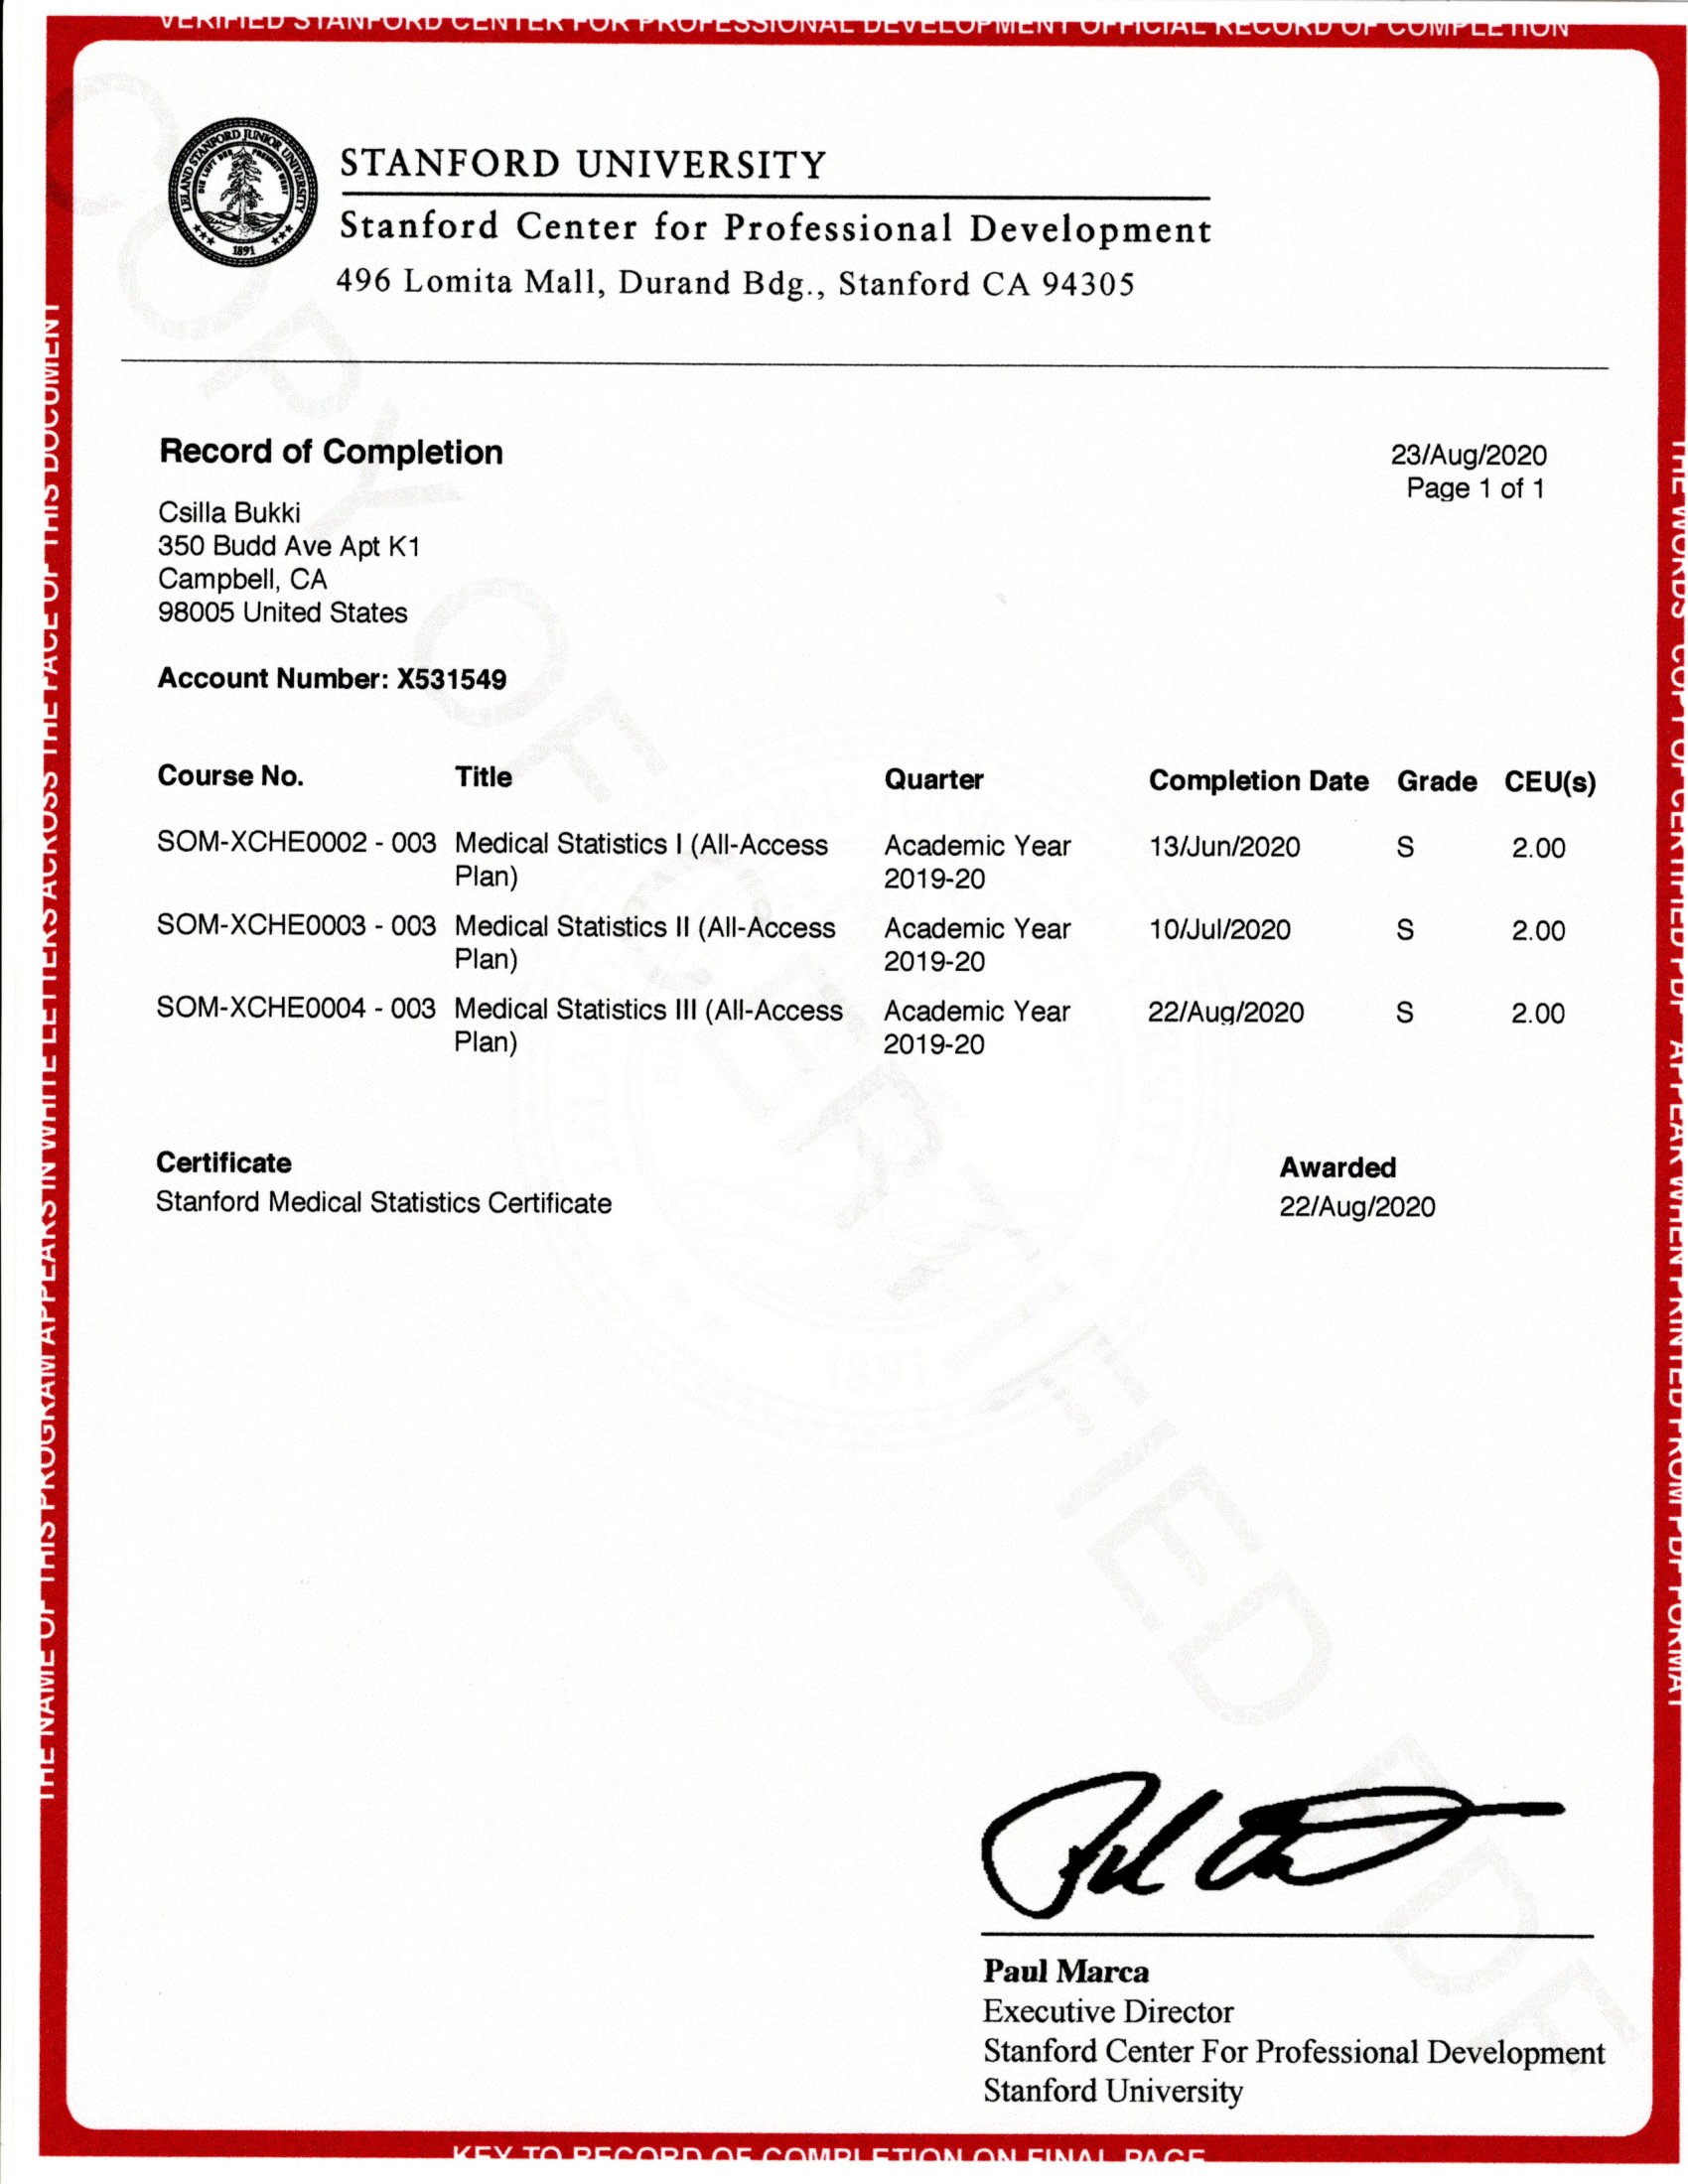 VERIFIED STANFORD CENTER FOR PROFESSIONAL DEVELOPMENT OFFICIAL RECORD OF COMPLETION
LELAND STANFORD JUNIOR UNIVERSITY
DIE LUFT DER FREIHEIT WEHT
1891
STANFORD UNIVERSITY
Stanford Center for Professional Development
496 Lomita Mall, Durand Bdg., Stanford CA 94305
Record of Completion
23/Aug/2020
Page 1 of 1
Csilla Bukki
350 Budd Ave Apt K1
Campbell, CA
98005 United States
Account Number: X531549
Course No. Title Quarter Completion Date Grade CEU(s)
SOM-XCHE0002 - 003 Medical Statistics I (All-Access Academic Year 13/Jun/2020 S 2.00
Plan) 2019-20
SOM-XCHE0003 - 003 Medical Statistics II (All-Access Academic Year 10/Jul/2020 S 2.00
Plan) 2019-20
SOM-XCHE0004 - 003 Medical Statistics III (All-Access Academic Year 22/Aug/2020 S 2.00
Plan) 2019-20
Certificate Awarded
Stanford Medical Statistics Certificate 22/Aug/2020
COPY OF CERTIFIED PDF
1891
Paul Marca
Executive Director
Stanford Center For Professional Development
Stanford University
THE NAME OF THIS PROGRAM APPEARS IN WHITE LETTERS ACROSS THE FACE OF THIS DOCUMENT
THE WORDS COPY OF CERTIFIED PDF APPEAR WHEN PRINTED FROM PDF FORMAT
KEY TO RECORD OF COMPLETION ON FINAL PAGE